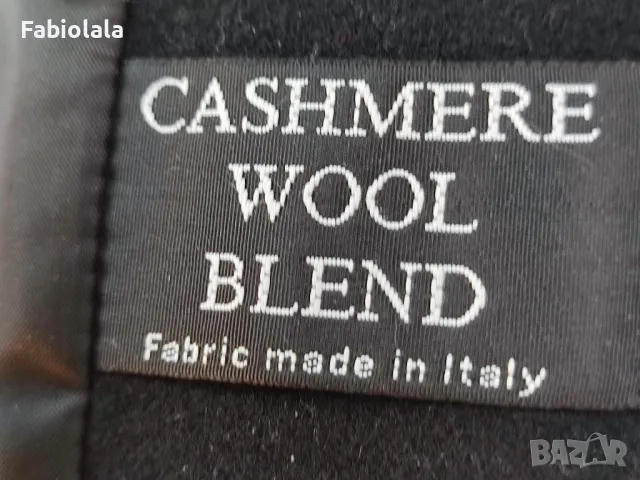 Fabiolala
CASHMERE
WOOL
BLEND
Fabric made in Italy
BAZAR